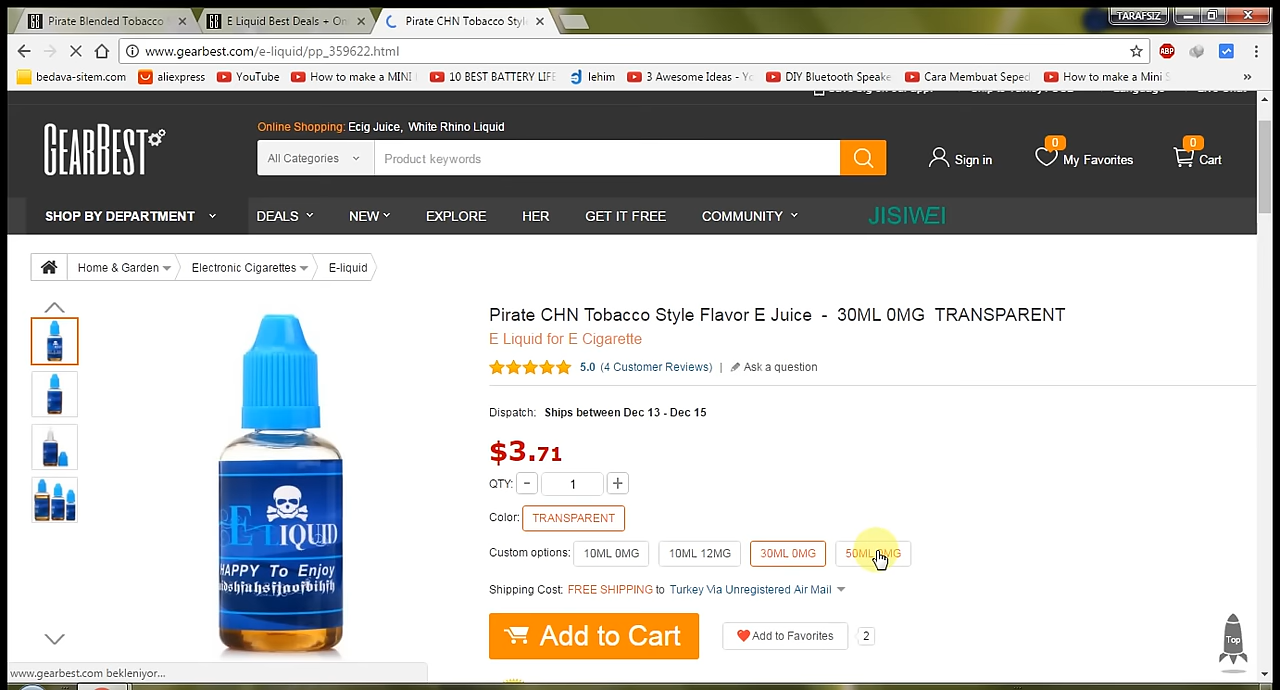 TARAFSIZ
Pirate Blended Tobacco
E Liquid Best Deals + On
Pirate CHN Tobacco Style
www.gearbest.com/e-liquid/pp_359622.html
ABP
bedava-sitem.com
aliexpress
YouTube
How to make a MINI
10 BEST BATTERY LIFE
lehim
3 Awesome Ideas - Yo
DIY Bluetooth Speake
Cara Membuat Seped
How to make a Mini S
»
GEARBEST
Online Shopping: Ecig Juice, White Rhino Liquid
All Categories
Product keywords
Sign in
0
My Favorites
0
Cart
SHOP BY DEPARTMENT
DEALS
NEW
EXPLORE
HER
GET IT FREE
COMMUNITY
JISIWEI
Home & Garden
Electronic Cigarettes
E-liquid
Pirate CHN Tobacco Style Flavor E Juice - 30ML 0MG TRANSPARENT
E Liquid for E Cigarette
5.0 (4 Customer Reviews) | Ask a question
Dispatch: Ships between Dec 13 - Dec 15
$3.71
QTY: - 1 +
Color: TRANSPARENT
Custom options: 10ML 0MG 10ML 12MG 30ML 0MG 50ML 0MG
Shipping Cost: FREE SHIPPING to Turkey Via Unregistered Air Mail
Add to Cart
Add to Favorites
2
E LIQUID
HAPPY To Enjoy
Top
www.gearbest.com bekleniyor...